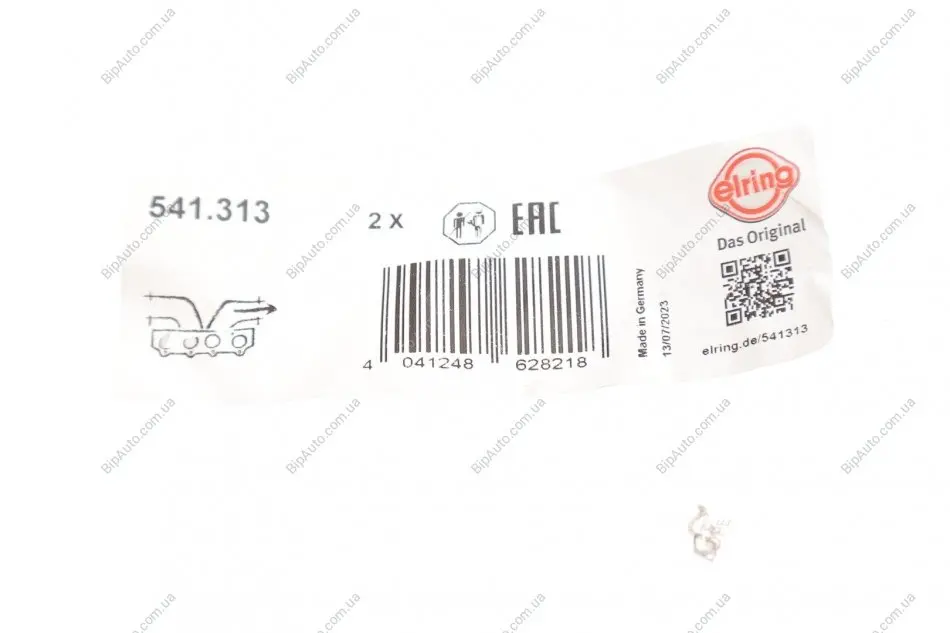 541.313
2 X
EAC
4 041248 628218
Made in Germany
13/07/2023
elring
Das Original
elring.de/541313
BipAuto.com.ua